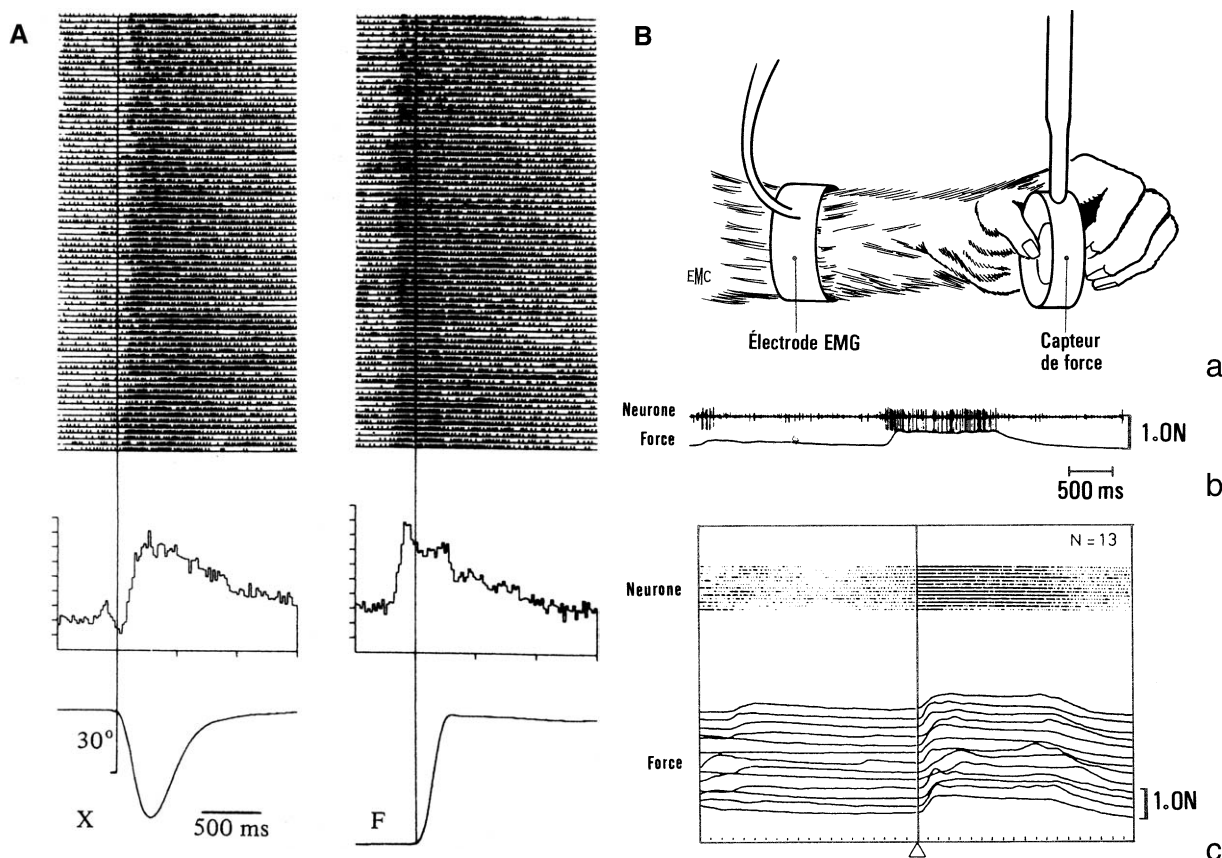 A
30°
X
500 ms
F
B
EMC
Électrode EMG
Capteur
de force
a
Neurone
Force
1.0N
500 ms
b
N = 13
Neurone
Force
1.0N
c